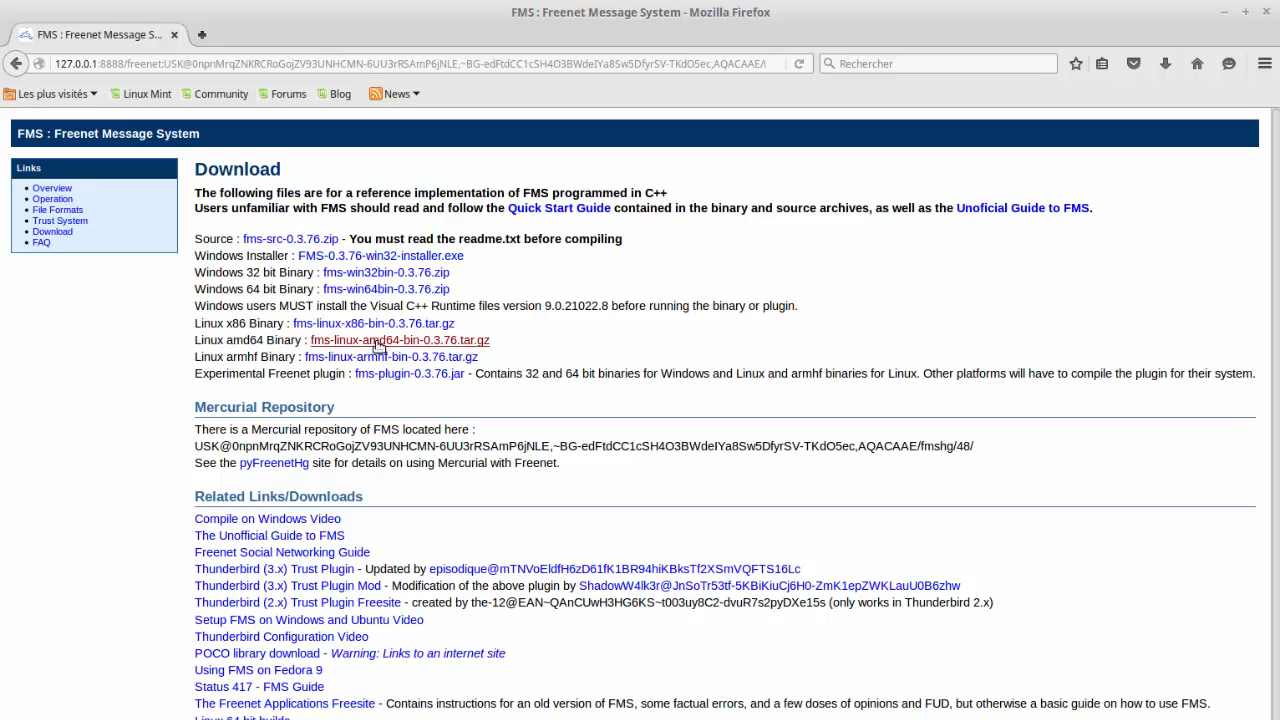 FMS : Freenet Message System - Mozilla Firefox
FMS : Freenet Message S...
127.0.0.1:8888/freenet:USK@0npnMrqZNKRCRoGojZV93UNHCMN-6UU3rRSAmP6jNLE,~BG-edFtdCC1cSH4O3BWdeIYa8Sw5DfyrSV-TKdO5ec,AQACAAE/!
Rechercher
Les plus visités
Linux Mint
Community
Forums
Blog
News
FMS : Freenet Message System
Links
Overview
Operation
File Formats
Trust System
Download
FAQ
Download
The following files are for a reference implementation of FMS programmed in C++
Users unfamiliar with FMS should read and follow the Quick Start Guide contained in the binary and source archives, as well as the Unoficial Guide to FMS.
Source : fms-src-0.3.76.zip - You must read the readme.txt before compiling
Windows Installer : FMS-0.3.76-win32-installer.exe
Windows 32 bit Binary : fms-win32bin-0.3.76.zip
Windows 64 bit Binary : fms-win64bin-0.3.76.zip
Windows users MUST install the Visual C++ Runtime files version 9.0.21022.8 before running the binary or plugin.
Linux x86 Binary : fms-linux-x86-bin-0.3.76.tar.gz
Linux amd64 Binary : fms-linux-amd64-bin-0.3.76.tar.gz
Linux armhf Binary : fms-linux-armhf-bin-0.3.76.tar.gz
Experimental Freenet plugin : fms-plugin-0.3.76.jar - Contains 32 and 64 bit binaries for Windows and Linux and armhf binaries for Linux. Other platforms will have to compile the plugin for their system.
Mercurial Repository
There is a Mercurial repository of FMS located here :
USK@0npnMrqZNKRCRoGojZV93UNHCMN-6UU3rRSAmP6jNLE,~BG-edFtdCC1cSH4O3BWdeIYa8Sw5DfyrSV-TKdO5ec,AQACAAE/fmshg/48/
See the pyFreenetHg site for details on using Mercurial with Freenet.
Related Links/Downloads
Compile on Windows Video
The Unofficial Guide to FMS
Freenet Social Networking Guide
Thunderbird (3.x) Trust Plugin - Updated by episodique@mTNVoEldfH6zD61fK1BR94hiKBksTf2XSmVQFTS16Lc
Thunderbird (3.x) Trust Plugin Mod - Modification of the above plugin by ShadowW4lk3r@JnSoTr53tf-5KBiKiuCj6H0-ZmK1epZWKLauU0B6zhw
Thunderbird (2.x) Trust Plugin Freesite - created by the-12@EAN~QAnCUwH3HG6KS~t003uy8C2-dvuR7s2pyDXe15s (only works in Thunderbird 2.x)
Setup FMS on Windows and Ubuntu Video
Thunderbird Configuration Video
POCO library download - Warning: Links to an internet site
Using FMS on Fedora 9
Status 417 - FMS Guide
The Freenet Applications Freesite - Contains instructions for an old version of FMS, some factual errors, and a few doses of opinions and FUD, but otherwise a basic guide on how to use FMS.
Linux 64 bit builds